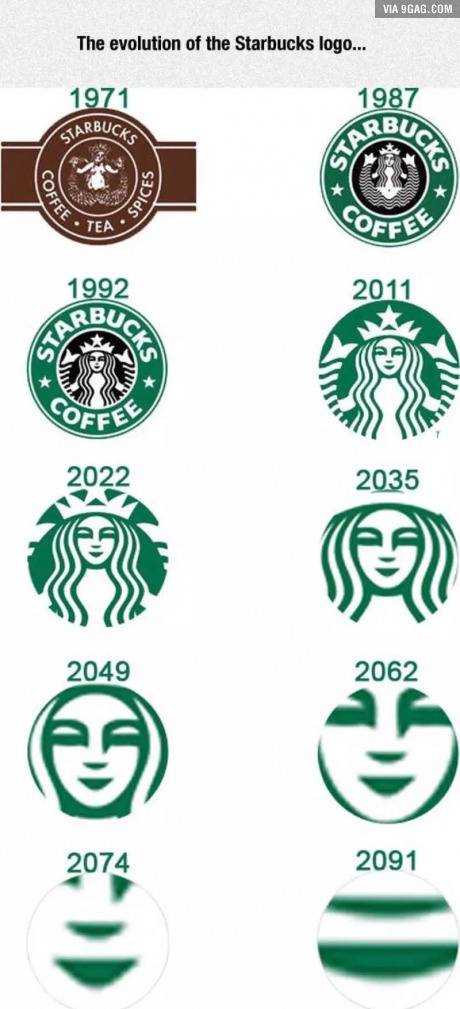 VIA 9GAG.COM
The evolution of the Starbucks logo...
1971
1987
STARBUCKS
COFFEE • TEA • SPICES
STARBUCKS
COFFEE
1992
2011
STARBUCKS
COFFEE
2022
2035
2049
2062
2074
2091